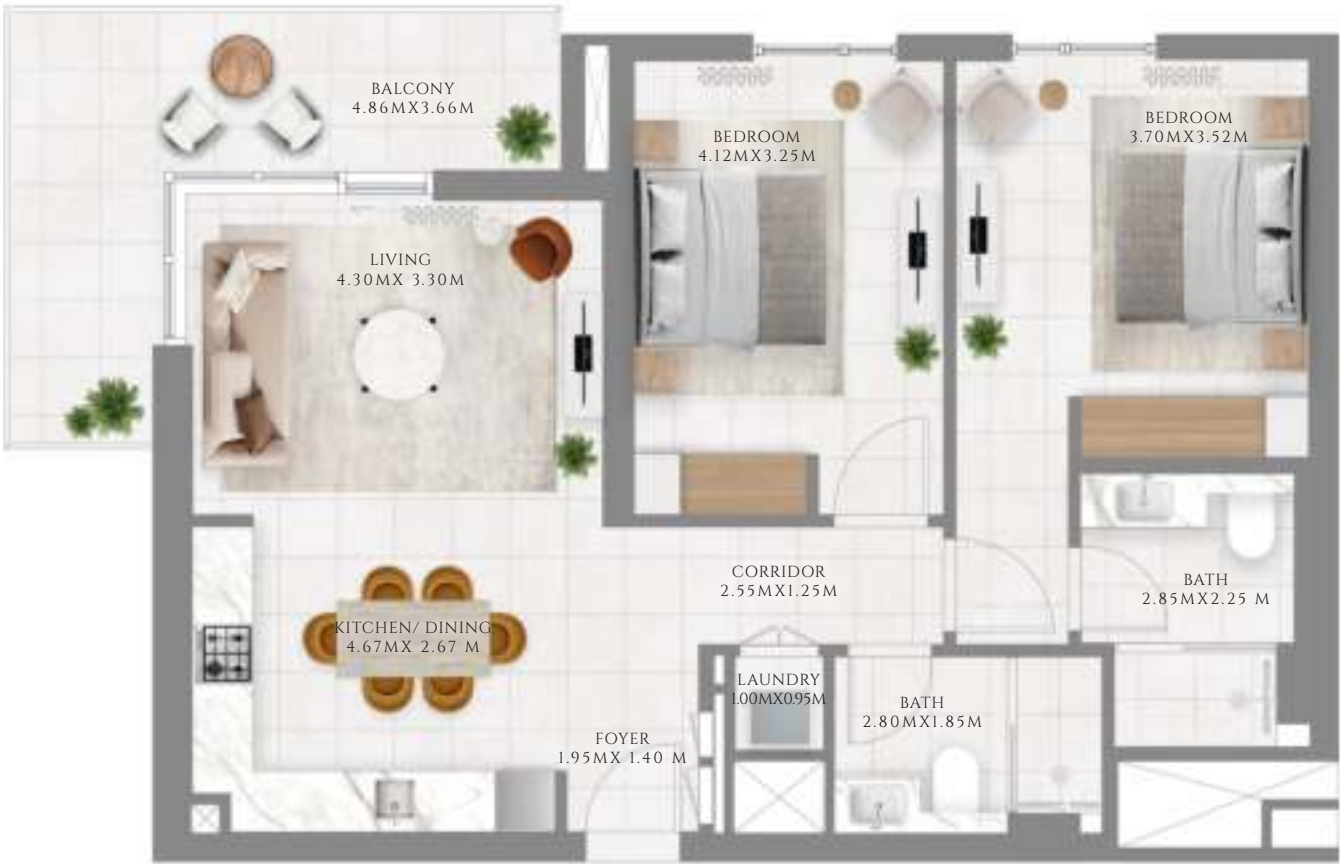 BALCONY
4.86MX3.66M
BEDROOM
4.12MX3.25M
BEDROOM
3.70MX3.52M
LIVING
4.30MX 3.30M
CORRIDOR
2.55MX1.25M
BATH
2.85MX2.25 M
KITCHEN/ DINING
4.67MX 2.67 M
LAUNDRY
1.00MX0.95M
BATH
2.80MX1.85M
FOYER
1.95MX 1.40 M